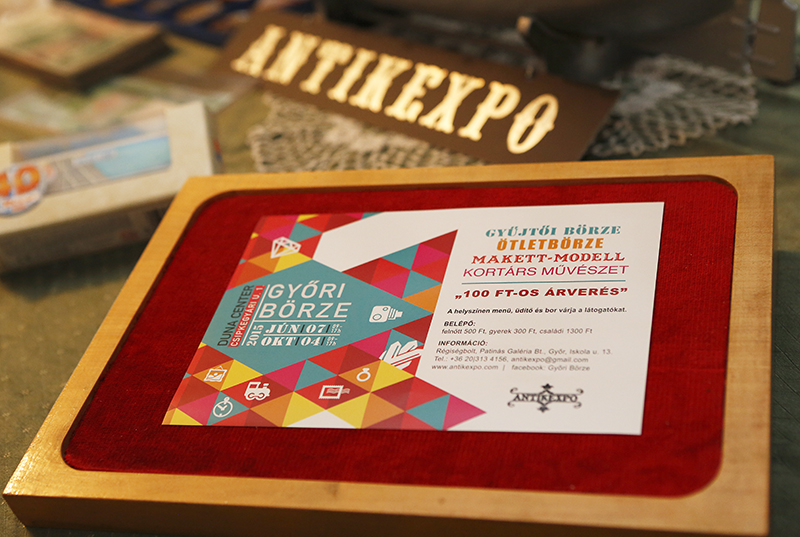 ANTIKEXPO
40
DUNA CENTER
CSIPKEGYÁRI U. 1
GYŐRI
BÖRZE
2015 JÚN 07
OKT 04
GYŰJTŐI BÖRZE
ÖTLETBÖRZE
MAKETT-MODELL
KORTÁRS MŰVÉSZET
„100 FT-OS ÁRVERÉS”
A helyszínen menü, üdítő és bor várja a látogatókat.
BELÉPŐ:
felnőtt 500 Ft, gyerek 300 Ft, családi 1300 Ft
INFORMÁCIÓ:
Régiségbolt, Patinás Galéria Bt., Győr, Iskola u. 13.
Tel.: +36 20)313 4156, antikexpo@gmail.com
www.antikexpo.com | facebook: Győri Börze
ANTIKEXPO